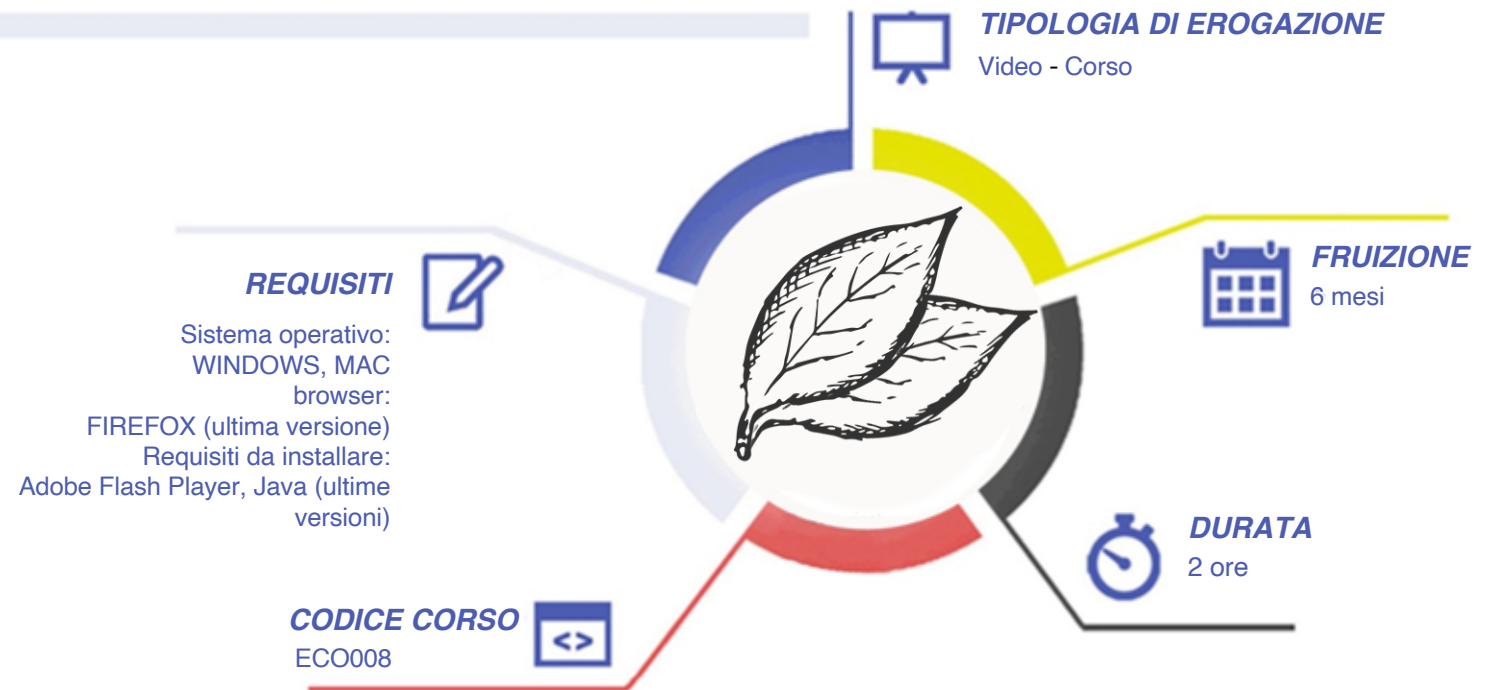 TIPOLOGIA DI EROGAZIONE
Video - Corso
FRUIZIONE
6 mesi
REQUISITI
Sistema operativo:
WINDOWS, MAC
browser:
FIREFOX (ultima versione)
Requisiti da installare:
Adobe Flash Player, Java (ultime
versioni)
DURATA
2 ore
CODICE CORSO
ECO008
<>